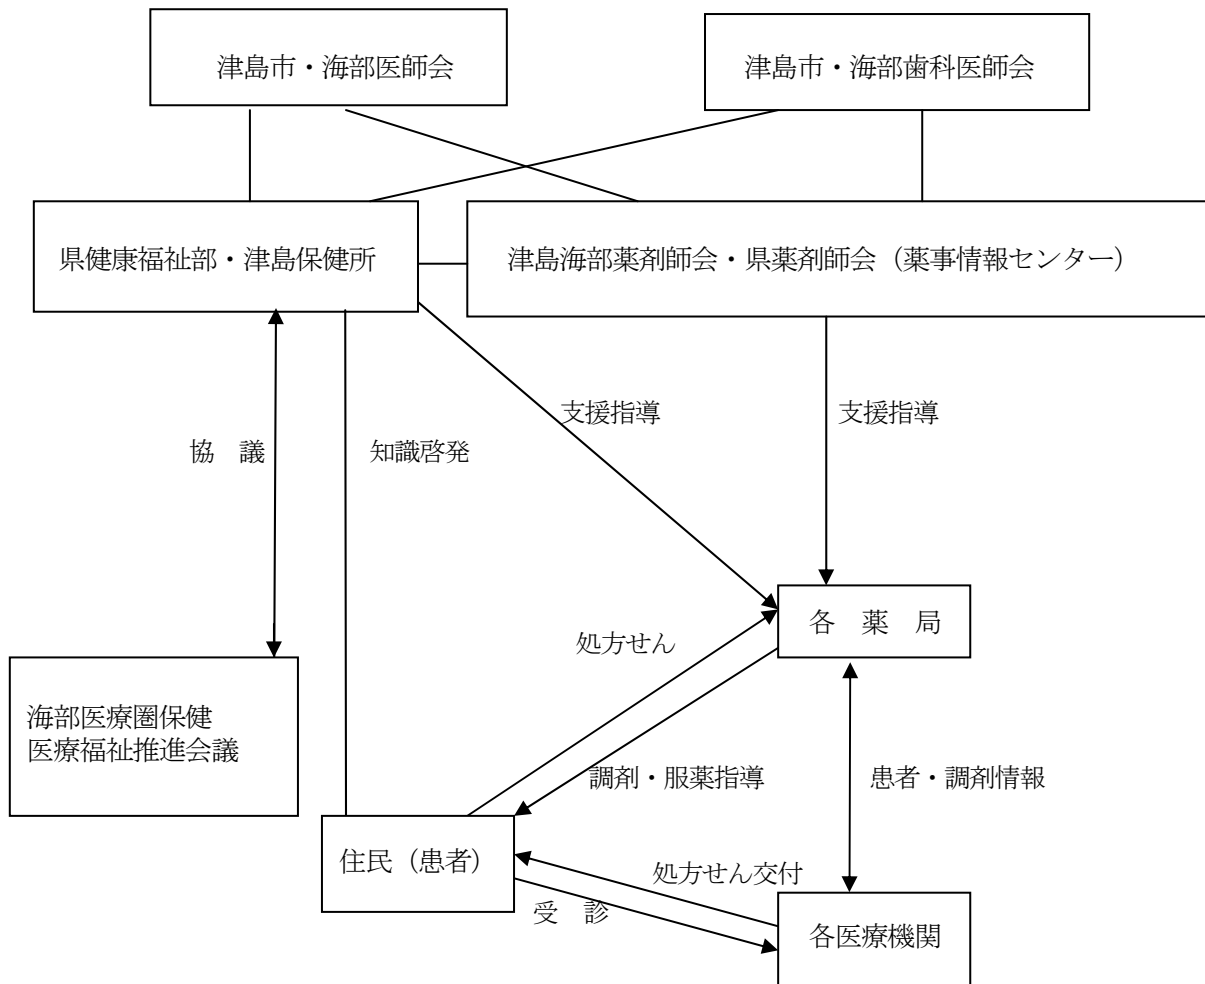 津島市・海部医師会
津島市・海部歯科医師会
県健康福祉部・津島保健所
津島海部薬剤師会・県薬剤師会（薬事情報センター）
支援指導
支援指導
協　議
知識啓発
各　薬　局
処方せん
海部医療圏保健
医療福祉推進会議
調剤・服薬指導
患者・調剤情報
住民（患者）
処方せん交付
受　診
各医療機関